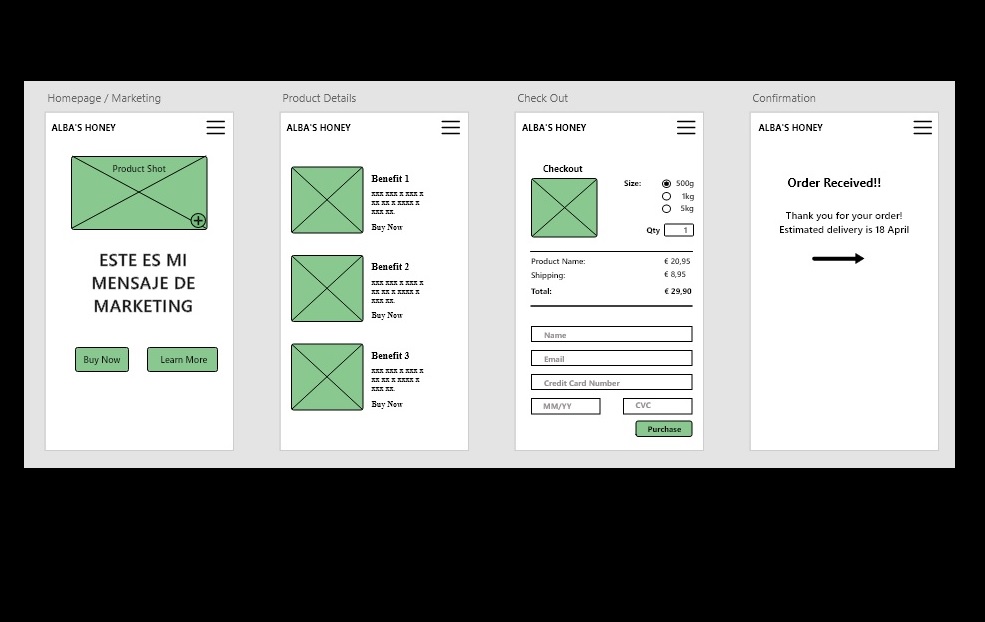 Homepage / Marketing
ALBA'S HONEY
Product Shot
ESTE ES MI
MENSAJE DE
MARKETING
Buy Now
Learn More
Product Details
ALBA'S HONEY
Benefit 1
xxx xxx x xxx x
xx xx x xxxx x
xxx xx.
Buy Now
Benefit 2
xxx xxx x xxx x
xx xx x xxxx x
xxx xx.
Buy Now
Benefit 3
xxx xxx x xxx x
xx xx x xxxx x
xxx xx.
Buy Now
Check Out
ALBA'S HONEY
Checkout
Size: 500g
1kg
5kg
Qty 1
Product Name: € 20,95
Shipping: € 8,95
Total: € 29,90
Name
Email
Credit Card Number
MM/YY CVC
Purchase
Confirmation
ALBA'S HONEY
Order Received!!
Thank you for your order!
Estimated delivery is 18 April